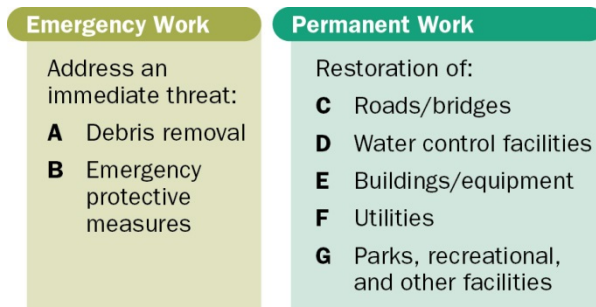 Emergency Work
Address an
immediate threat:
A Debris removal
B Emergency
protective
measures
Permanent Work
Restoration of:
C Roads/bridges
D Water control facilities
E Buildings/equipment
F Utilities
G Parks, recreational,
and other facilities